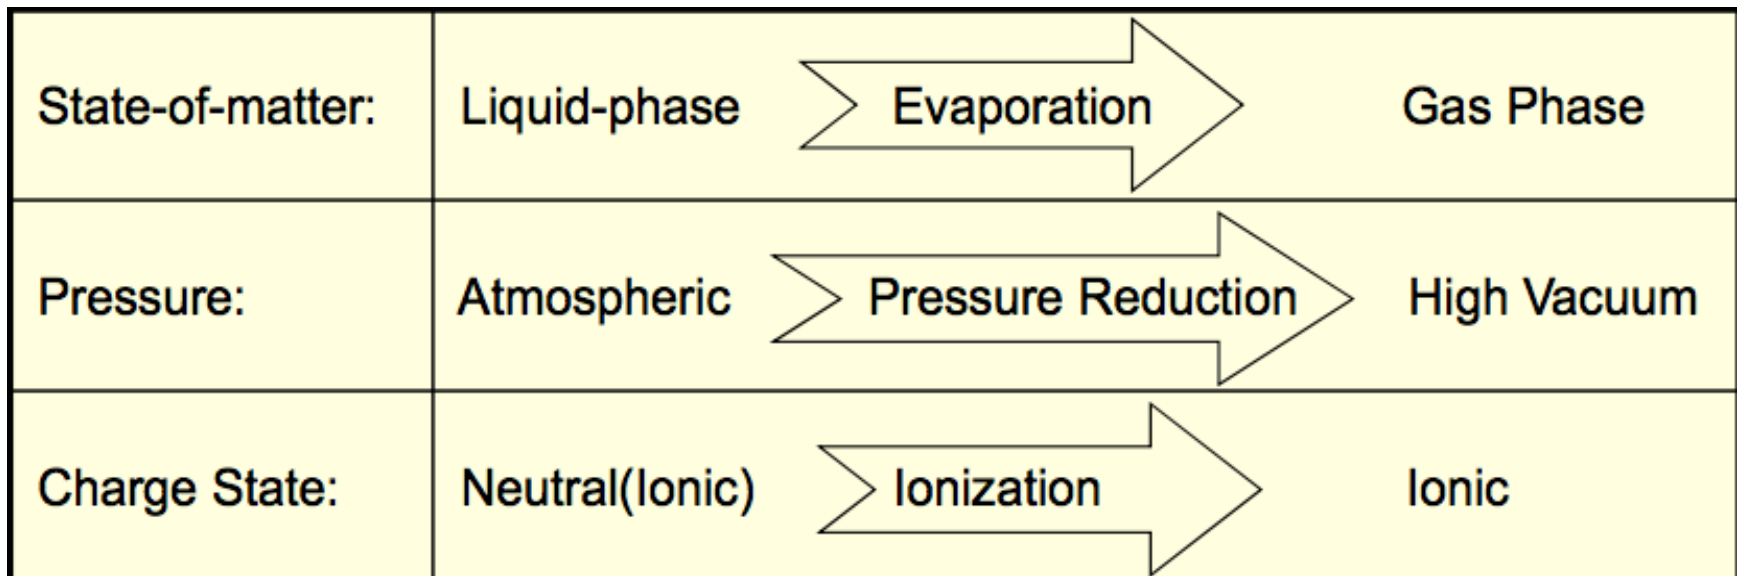 State-of-matter: Liquid-phase Evaporation Gas Phase
Pressure: Atmospheric Pressure Reduction High Vacuum
Charge State: Neutral(Ionic) Ionization Ionic